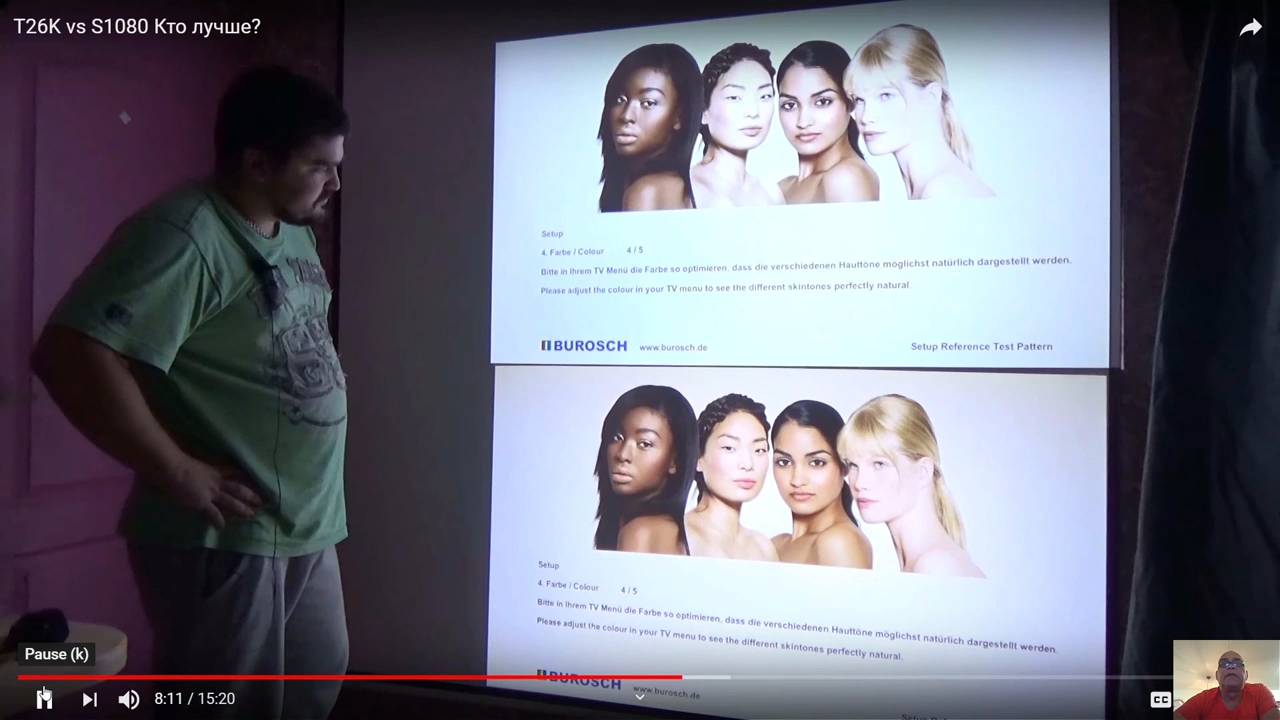 T26K vs S1080 Кто лучше?
Setup
4. Farbe / Colour 4 / 5
Bitte in Ihrem TV Menü die Farbe so optimieren, dass die verschiedenen Hauttöne möglichst natürlich dargestellt werden.
Please adjust the colour in your TV menu to see the different skintones perfectly natural.
BUROSCH www.burosch.de Setup Reference Test Pattern
Setup
4. Farbe / Colour 4 / 5
Bitte in Ihrem TV Menü die Farbe so optimieren, dass die verschiedenen Hauttöne möglichst natürlich dargestellt werden.
Please adjust the colour in your TV menu to see the different skintones perfectly natural.
BUROSCH www.burosch.de
Pause (k)
8:11 / 15:20
CC